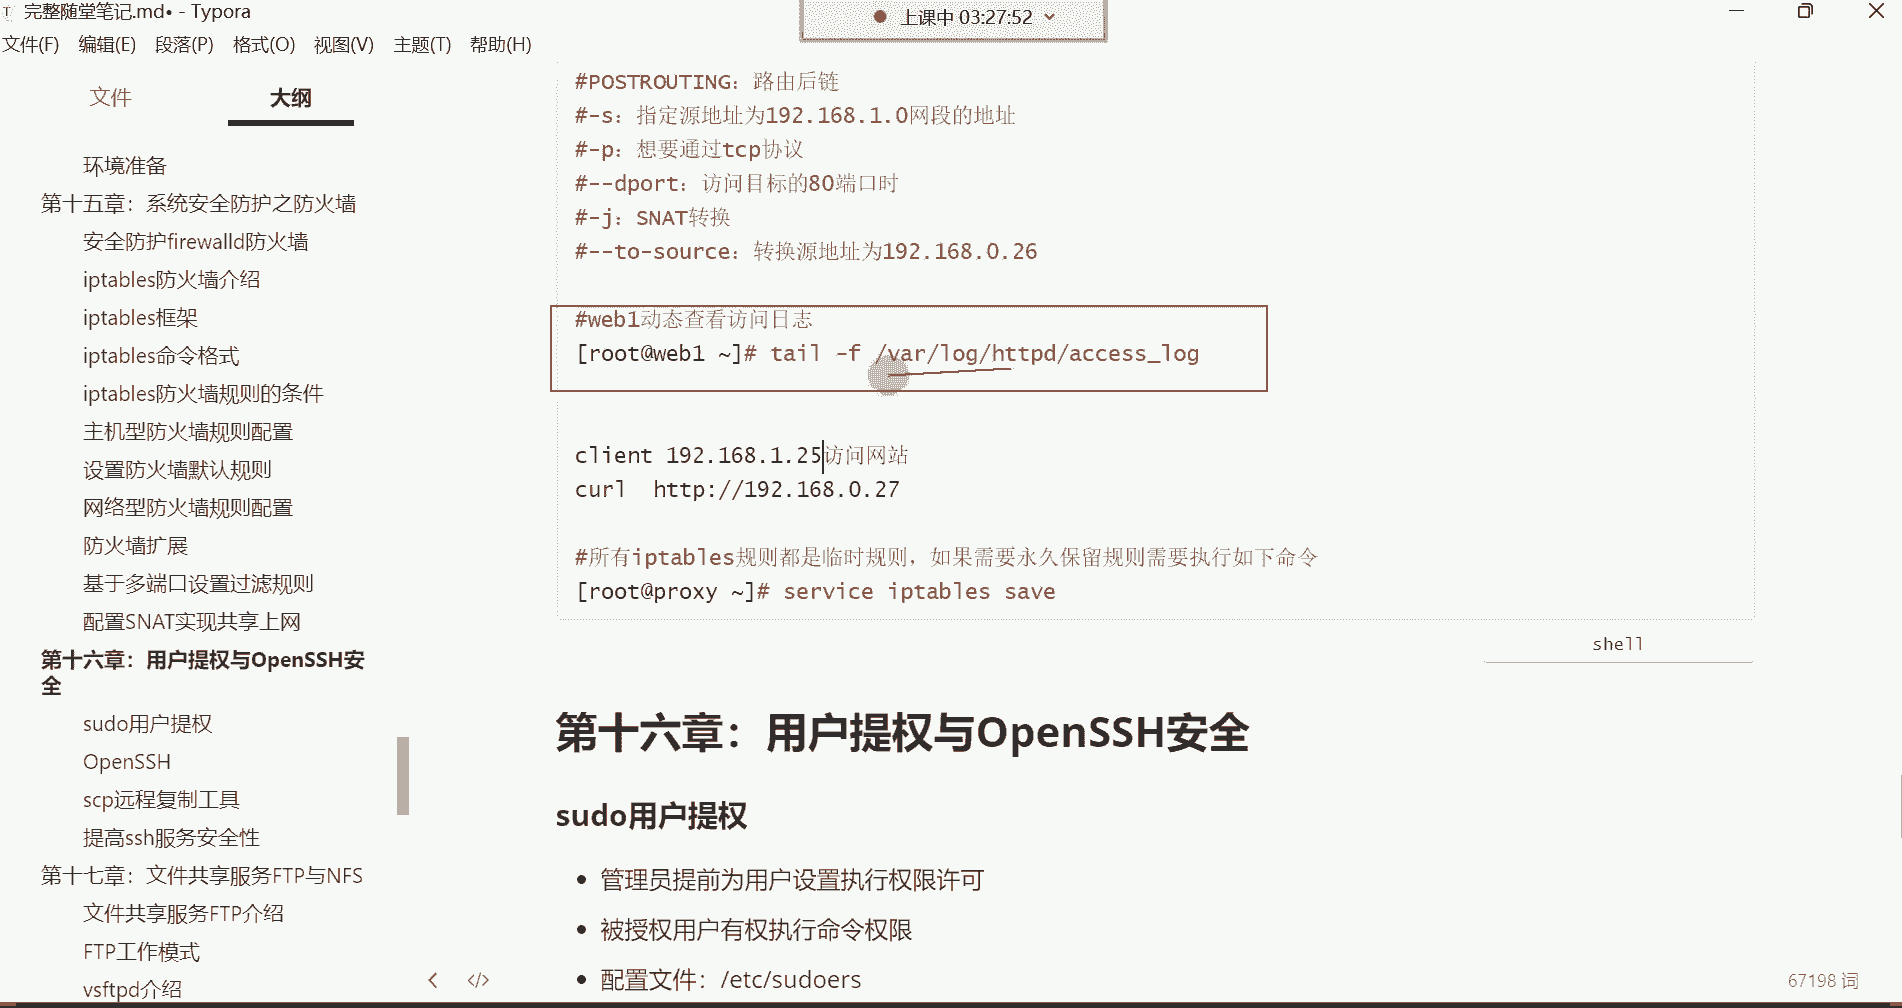 完整随堂笔记.md• - Typora
上课中 03:27:52
文件(F) 编辑(E) 段落(P) 格式(O) 视图(V) 主题(T) 帮助(H)
文件 大纲
环境准备
第十五章：系统安全防护之防火墙
安全防护firewalld防火墙
iptables防火墙介绍
iptables框架
iptables命令格式
iptables防火墙规则的条件
主机型防火墙规则配置
设置防火墙默认规则
网络型防火墙规则配置
防火墙扩展
基于多端口设置过滤规则
配置SNAT实现共享上网
第十六章：用户提权与OpenSSH安
全
sudo用户提权
OpenSSH
scp远程复制工具
提高ssh服务安全性
第十七章：文件共享服务FTP与NFS
文件共享服务FTP介绍
FTP工作模式
vsftpd介绍
#POSTROUTING：路由后链
#-s：指定源地址为192.168.1.0网段的地址
#-p：想要通过tcp协议
#--dport：访问目标的80端口时
#-j：SNAT转换
#--to-source：转换源地址为192.168.0.26
#web1动态查看访问日志
[root@web1 ~]# tail -f /var/log/httpd/access_log
client 192.168.1.25访问网站
curl  http://192.168.0.27
#所有iptables规则都是临时规则，如果需要永久保留规则需要执行如下命令
[root@proxy ~]# service iptables save
shell
第十六章：用户提权与OpenSSH安全
sudo用户提权
• 管理员提前为用户设置执行权限许可
• 被授权用户有权执行命令权限
• 配置文件：/etc/sudoers
67198 词